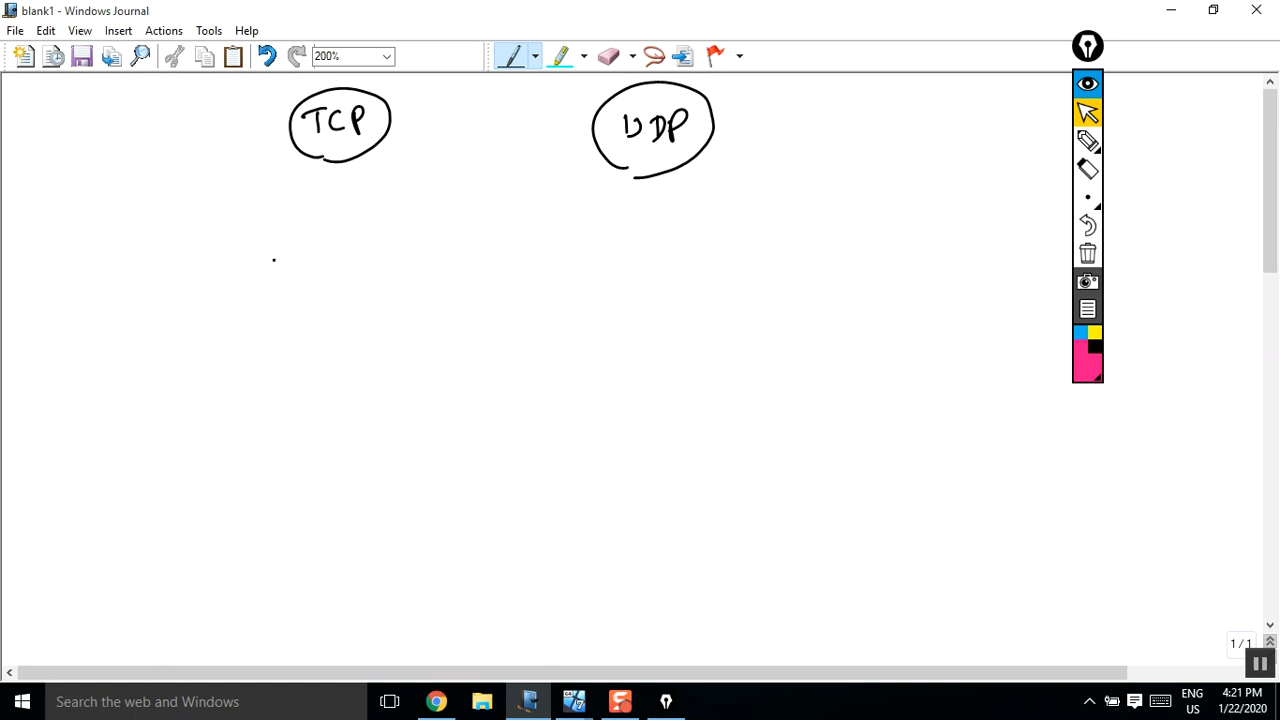 blank1 - Windows Journal
File Edit View Insert Actions Tools Help
200%
TCP UDP
1 / 1
Search the web and Windows
ENG 4:21 PM
US 1/22/2020